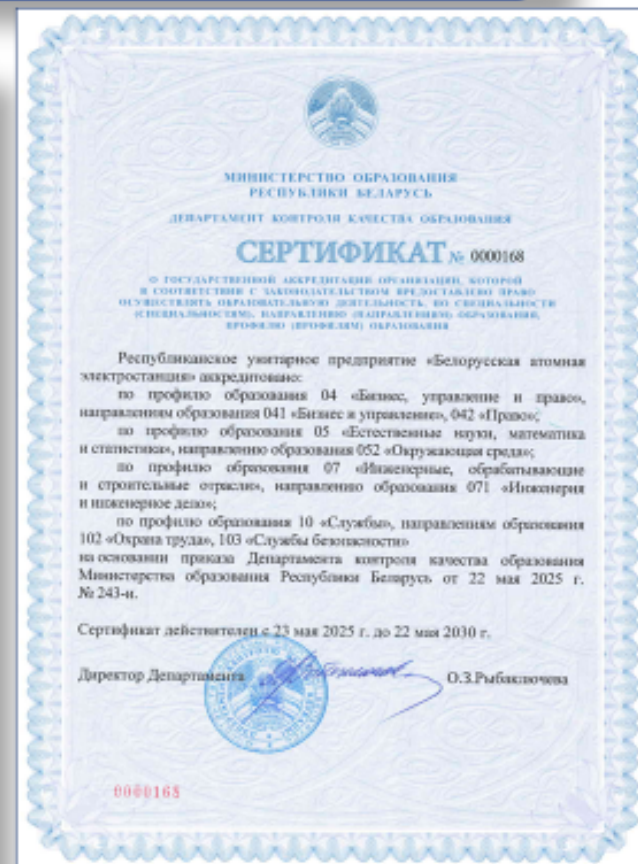 МИНИСТЕРСТВО ОБРАЗОВАНИЯ
РЕСПУБЛИКИ БЕЛАРУСЬ
ДЕПАРТАМЕНТ КОНТРОЛЯ КАЧЕСТВА ОБРАЗОВАНИЯ
СЕРТИФИКАТ № 0000168
О ГОСУДАРСТВЕННОЙ АККРЕДИТАЦИИ ОРГАНИЗАЦИИ, КОТОРОЙ
В СООТВЕТСТВИИ С ЗАКОНОДАТЕЛЬСТВОМ ПРЕДОСТАВЛЕНО ПРАВО
ОСУЩЕСТВЛЯТЬ ОБРАЗОВАТЕЛЬНУЮ ДЕЯТЕЛЬНОСТЬ, ПО СПЕЦИАЛЬНОСТИ
(СПЕЦИАЛЬНОСТЯМ), НАПРАВЛЕНИЮ (НАПРАВЛЕНИЯМ) ОБРАЗОВАНИЯ,
ПРОФИЛЮ (ПРОФИЛЯМ) ОБРАЗОВАНИЯ
Республиканское унитарное предприятие «Белорусская атомная
электростанция» аккредитовано:
по профилю образования 04 «Бизнес, управление и право»,
направлениям образования 041 «Бизнес и управление», 042 «Право»;
по профилю образования 05 «Естественные науки, математика
и статистика», направлению образования 052 «Окружающая среда»;
по профилю образования 07 «Инженерные, обрабатывающие
и строительные отрасли», направлению образования 071 «Инженерия
и инженерное дело»;
по профилю образования 10 «Службы», направлениям образования
102 «Охрана труда», 103 «Службы безопасности»
на основании приказа Департамента контроля качества образования
Министерства образования Республики Беларусь от 22 мая 2025 г.
№ 243-и.
Сертификат действителен с 23 мая 2025 г. до 22 мая 2030 г.
Директор Департамента О.З.Рыбаключева
0000168